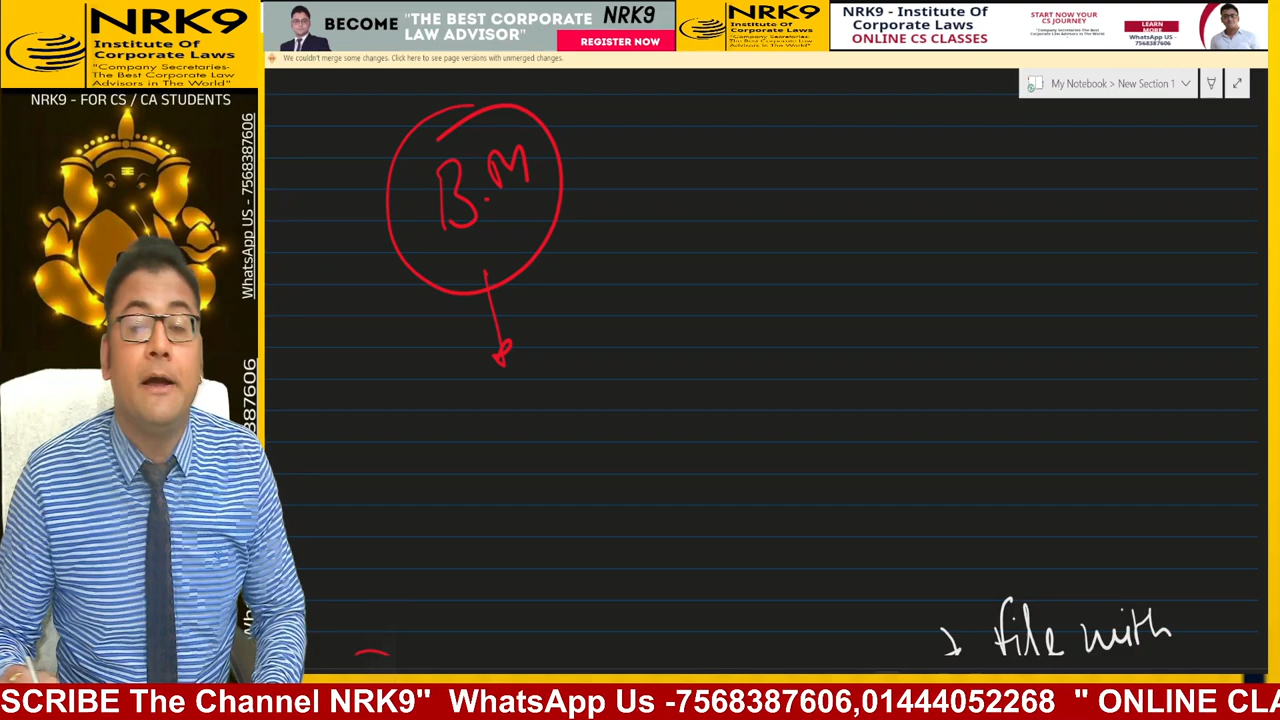 NRK9
Institute Of
Corporate Laws
"Company Secretaries-
The Best Corporate Law
Advisors in The World"
NRK9 - FOR CS / CA STUDENTS
WhatsApp US - 7568387606
387606
BECOME "THE BEST CORPORATE
LAW ADVISOR"
NRK9
REGISTER NOW
NRK9
Institute Of
Corporate Laws
NRK9 - Institute Of
Corporate Laws
ONLINE CS CLASSES
START NOW YOUR
CS JOURNEY
LEARN
MORE
WhatsApp US -
7568387606
We couldn't merge some changes. Click here to see page versions with unmerged changes.
My Notebook > New Section 1
B.M
file with
SCRIBE The Channel NRK9" WhatsApp Us -7568387606,01444052268 " ONLINE CLA